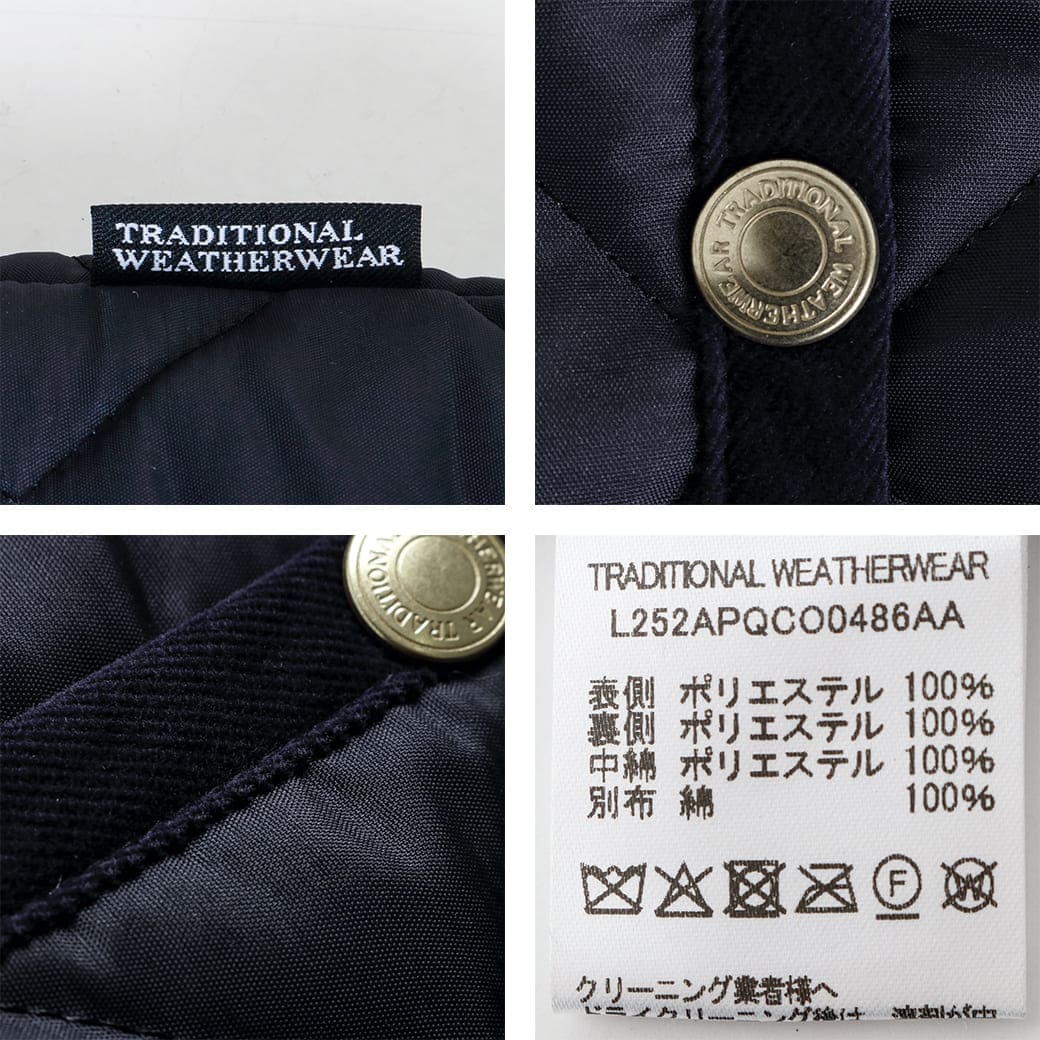 TRADITIONAL
WEATHERWEAR
TRADITIONAL WEATHERWEAR
TRADITIONAL
TRADITIONAL WEATHERWEAR
L252APQCO0486AA
表側 ポリエステル 100%
裏側 ポリエステル 100%
中綿 ポリエステル 100%
別布 綿 100%
F
W
クリーニング業者様へ